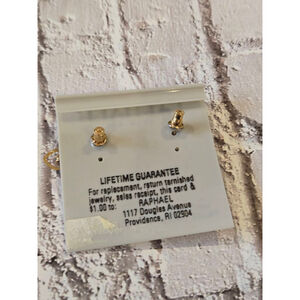 LIFETIME GUARANTEE
For replacement, return tarnished
jewelry, sales receipt, this card &
$1.00 to: RAPHAEL
1117 Douglas Avenue
Providence, RI 02904